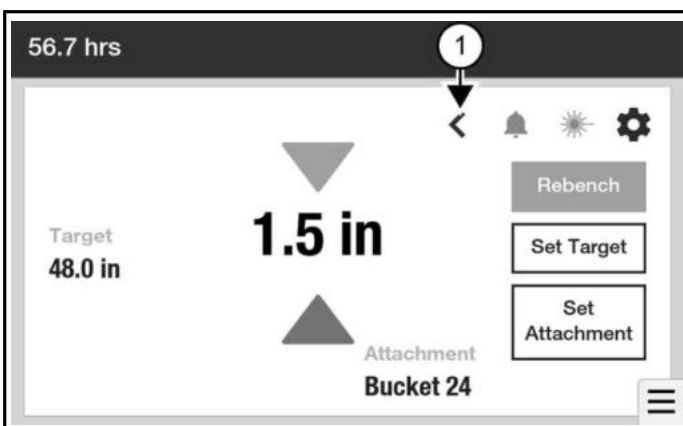 56.7 hrs
1
Rebench
Target
48.0 in
1.5 in
Set Target
Set
Attachment
Attachment
Bucket 24